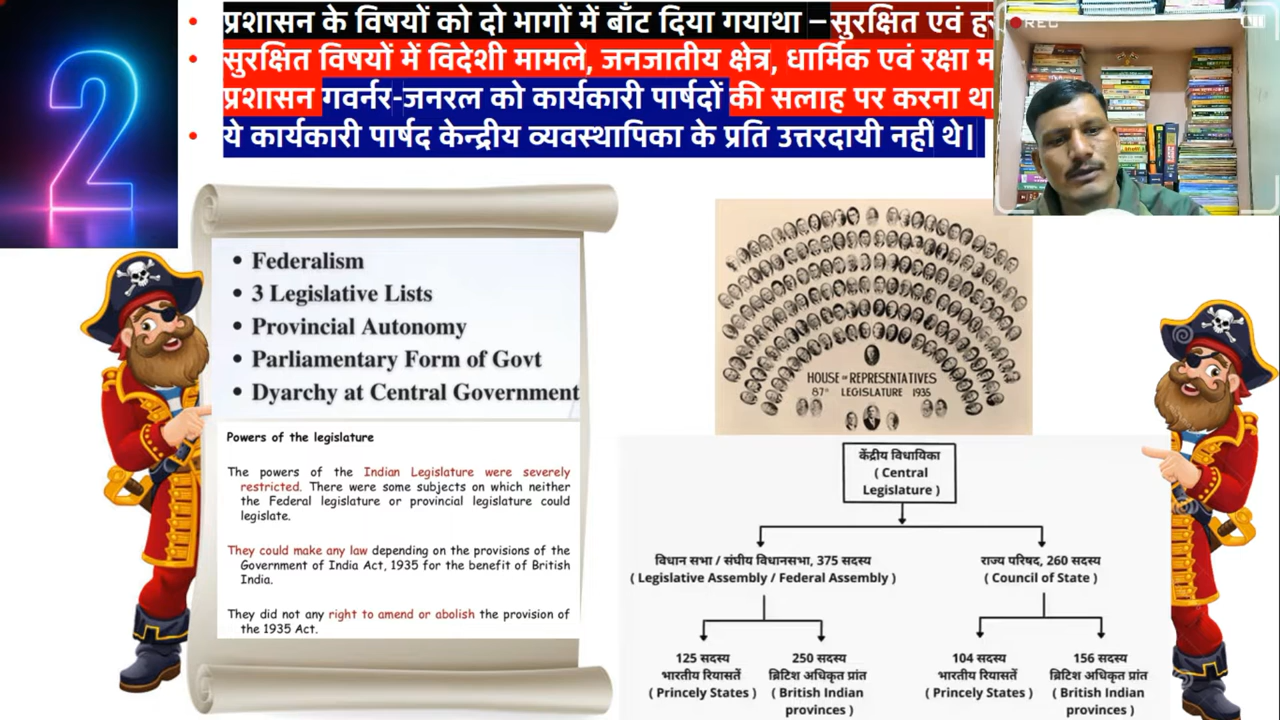 2
• प्रशासन के विषयों को दो भागों में बाँट दिया गयाथा – सुरक्षित एवं
• सुरक्षित विषयों में विदेशी मामले, जनजातीय क्षेत्र, धार्मिक एवं रक्षा
प्रशासन गवर्नर-जनरल को कार्यकारी पार्षदों की सलाह पर करना था
• ये कार्यकारी पार्षद केन्द्रीय व्यवस्थापिका के प्रति उत्तरदायी नहीं थे।
REC
• Federalism
• 3 Legislative Lists
• Provincial Autonomy
• Parliamentary Form of Govt
• Dyarchy at Central Government
Powers of the legislature
The powers of the Indian Legislature were severely
restricted. There were some subjects on which neither
the Federal legislature or provincial legislature could
legislate.
They could make any law depending on the provisions of the
Government of India Act, 1935 for the benefit of British
India.
They did not any right to amend or abolish the provision of
the 1935 Act.
HOUSE OF REPRESENTATIVES
87th LEGISLATURE 1935
केंद्रीय विधायिका
( Central
Legislature )
विधान सभा / संघीय विधानसभा, 375 सदस्य
( Legislative Assembly / Federal Assembly )
राज्य परिषद, 260 सदस्य
( Council of State )
125 सदस्य
भारतीय रियासतें
( Princely States )
250 सदस्य
ब्रिटिश अधिकृत प्रांत
( British Indian
provinces )
104 सदस्य
भारतीय रियासतें
( Princely States )
156 सदस्य
ब्रिटिश अधिकृत प्रांत
( British Indian
provinces )